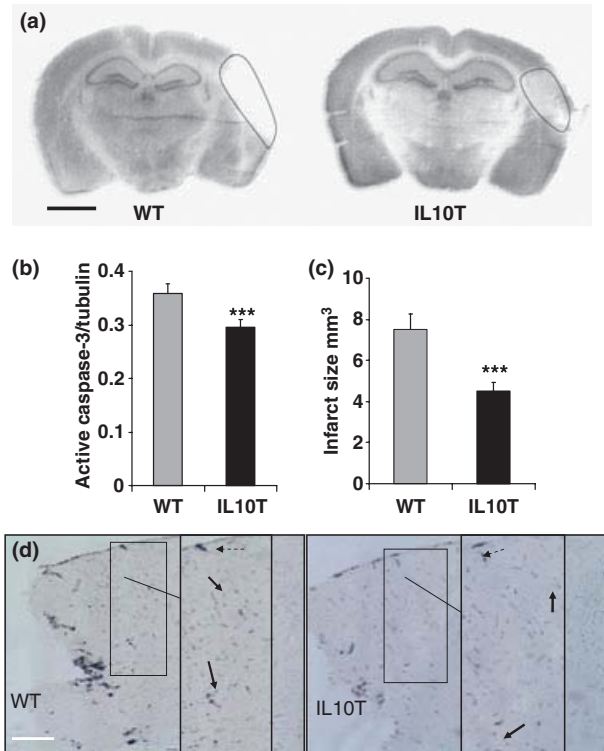 (a)
WT
IL10T
(b)
Active caspase-3/tubulin
0.4
0.3
0.2
0.1
0
***
WT
IL10T
(c)
Infarct size mm³
10
8
6
4
2
0
***
WT
IL10T
(d)
WT
IL10T